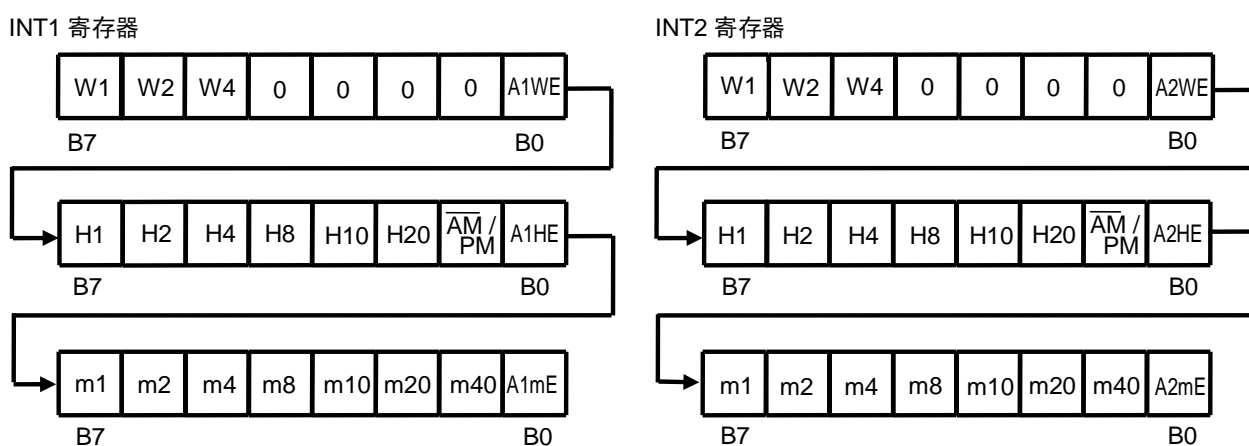 INT1 寄存器
W1 W2 W4 0 0 0 0 A1WE
B7 B0
H1 H2 H4 H8 H10 H20 A̅M̅ / PM A1HE
B7 B0
m1 m2 m4 m8 m10 m20 m40 A1mE
B7 B0
INT2 寄存器
W1 W2 W4 0 0 0 0 A2WE
B7 B0
H1 H2 H4 H8 H10 H20 A̅M̅ / PM A2HE
B7 B0
m1 m2 m4 m8 m10 m20 m40 A2mE
B7 B0